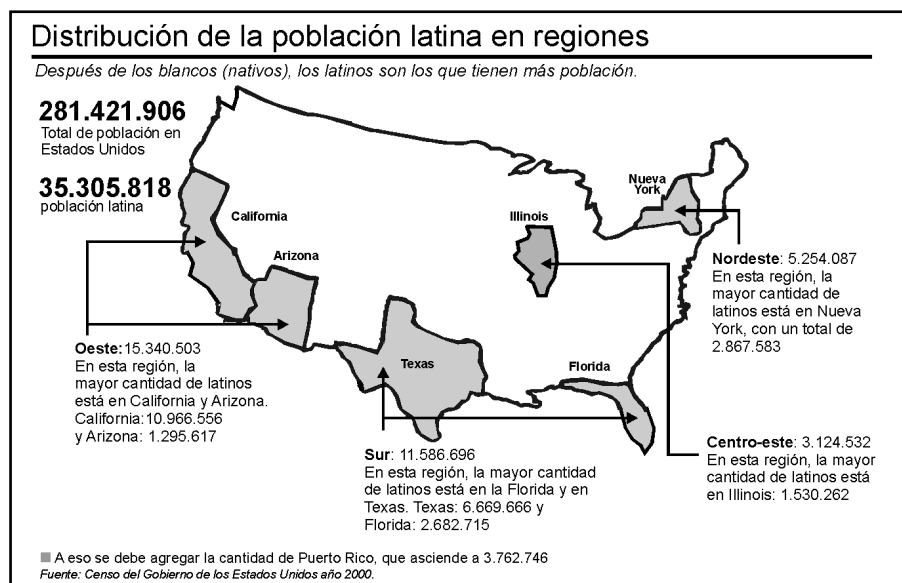 Distribución de la población latina en regiones
Después de los blancos (nativos), los latinos son los que tienen más población.
281.421.906
Total de población en
Estados Unidos
35.305.818
población latina
California
Arizona
Texas
Illinois
Nueva
York
Florida
Oeste:15.340.503
En esta región, la
mayor cantidad de latinos
está en California y Arizona.
California:10.966.556
y Arizona: 1.295.617
Sur: 11.586.696
En esta región, la mayor cantidad
de latinos está en la Florida y en
Texas. Texas: 6.669.666 y
Florida: 2.682.715
Nordeste: 5.254.087
En esta región, la
mayor cantidad de
latinos está en Nueva
York, con un total de
2.867.583
Centro-este: 3.124.532
En esta región, la mayor
cantidad de latinos está
en Illinois: 1.530.262
A eso se debe agregar la cantidad de Puerto Rico, que asciende a 3.762.746
Fuente: Censo del Gobierno de los Estados Unidos año 2000.